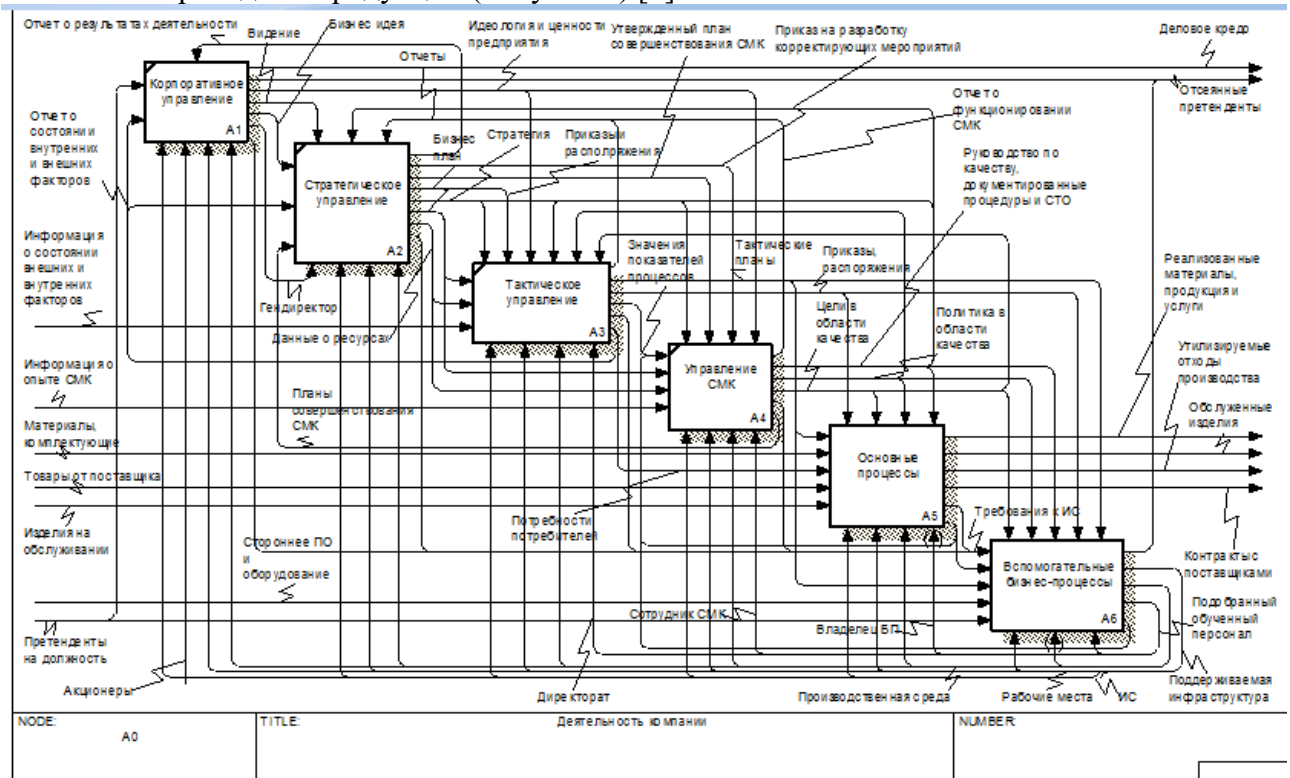 Отчет о результатах деятельности
Видение
Бизнес идея
Отчеты
Идеология и ценности
предприятия
Утвержденный план
совершенствования СМК
Приказ на разработку
корректирующих мероприятий
Деловое кредо
Отсеянные
претенденты
Корпоративное
управление
A1
Отчет о
состоянии
внутренних
и внешних
факторов
Бизнес
план
Стратегия
Приказы и
располряжения
Отчет о
функционировании
СМК
Руководство по
качеству,
документированные
процедуры и СТО
Стратегическое
управление
A2
Информация
о состоянии
внешних и
внутренних
факторов
Гендиректор
Данные о ресурсах
Тактическое
управление
A3
Значения
показателей
процессов
Тактические
планы
Приказы,
распоряжения
Цели в
области
качества
Политика в
области
качества
Реализованные
материалы,
продукция и
услуги
Утилизируемые
отходы
производства
Обслуженные
изделия
Информация о
опыте СМК
Планы
совершенствования
СМК
Управление
СМК
A4
Материалы,
комплектующие
Товары от поставщика
Изделия на
обслуживании
Основные
процессы
A5
Потребности
потребителей
Требования к ИС
Стороннее ПО
и
оборудование
Вспомогательные
бизнес-процессы
A6
Контракты с
поставщиками
Подобранный
обученный
персонал
Сотрудник СМК
Владелец БП
Претенденты
на должность
Акционеры
Директорат
Производственная среда
Рабочие места
ИС
Поддерживаемая
инфраструктура
NODE:
A0
TITLE:
Деятельность компании
NUMBER: